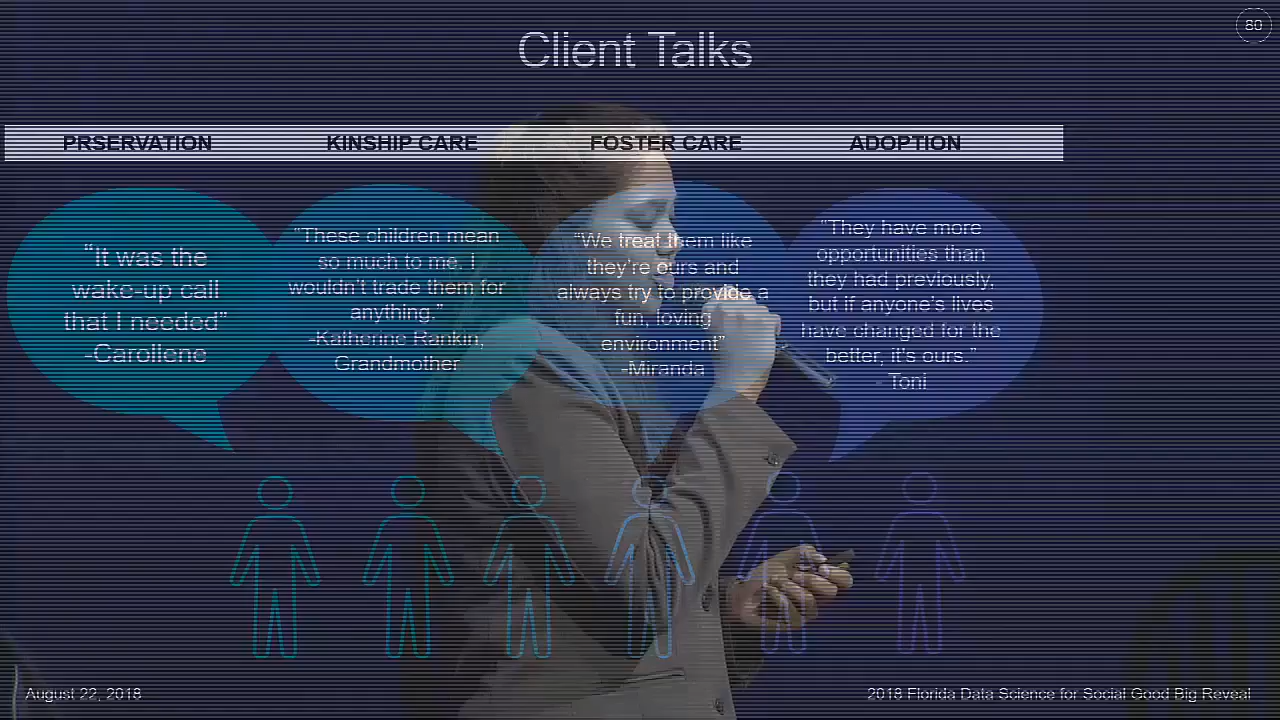 80
Client Talks
PRSERVATION KINSHIP CARE FOSTER CARE ADOPTION
“It was the
wake-up call
that I needed”
-Carollene
“These children mean
so much to me. I
wouldn’t trade them for
anything.”
-Katherine Rankin,
Grandmother
“We treat them like
they’re ours and
always try to provide a
fun, loving
environment”
-Miranda
“They have more
opportunities than
they had previously,
but if anyone’s lives
have changed for the
better, it’s ours.”
- Toni
August 22, 2018
2018 Florida Data Science for Social Good Big Reveal